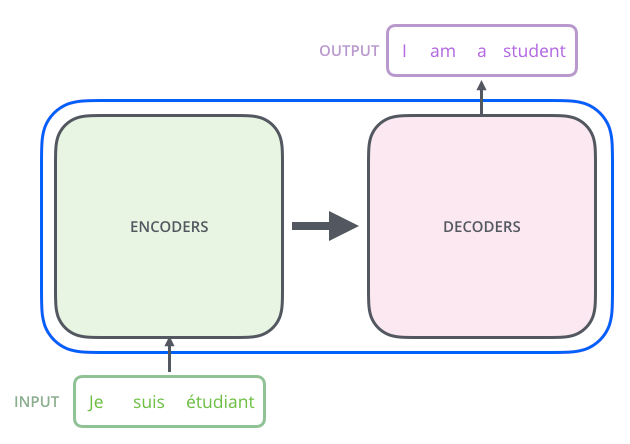 OUTPUT I am a student
ENCODERS
DECODERS
INPUT Je suis étudiant